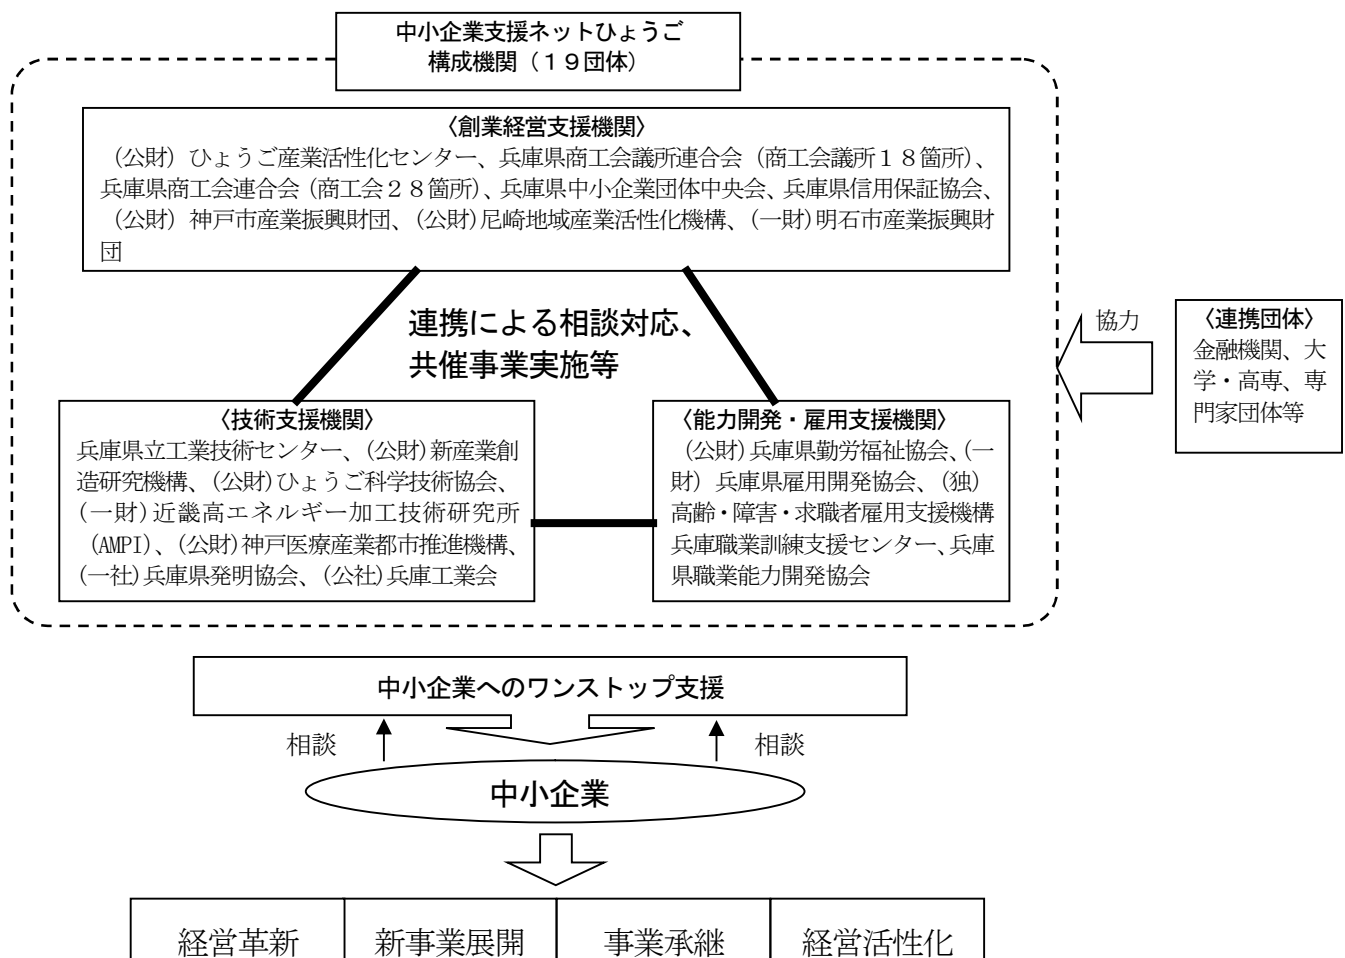 中小企業支援ネットひょうご
構成機関（１９団体）
〈創業経営支援機関〉
（公財）ひょうご産業活性化センター、兵庫県商工会議所連合会（商工会議所１８箇所）、
兵庫県商工会連合会（商工会２８箇所）、兵庫県中小企業団体中央会、兵庫県信用保証協会、
（公財）神戸市産業振興財団、（公財）尼崎地域産業活性化機構、（一財）明石市産業振興財
団
連携による相談対応、
共催事業実施等
協力
〈連携団体〉
金融機関、大
学・高専、専
門家団体等
〈技術支援機関〉
兵庫県立工業技術センター、（公財）新産業創
造研究機構、（公財）ひょうご科学技術協会、
（一財）近畿高エネルギー加工技術研究所
（AMPI）、（公財）神戸医療産業都市推進機構、
（一社）兵庫県発明協会、（公社）兵庫工業会
〈能力開発・雇用支援機関〉
（公財）兵庫県勤労福祉協会、（一
財）兵庫県雇用開発協会、（独）
高齢・障害・求職者雇用支援機構
兵庫職業訓練支援センター、兵庫
県職業能力開発協会
中小企業へのワンストップ支援
相談
相談
中小企業
経営革新
新事業展開
事業承継
経営活性化